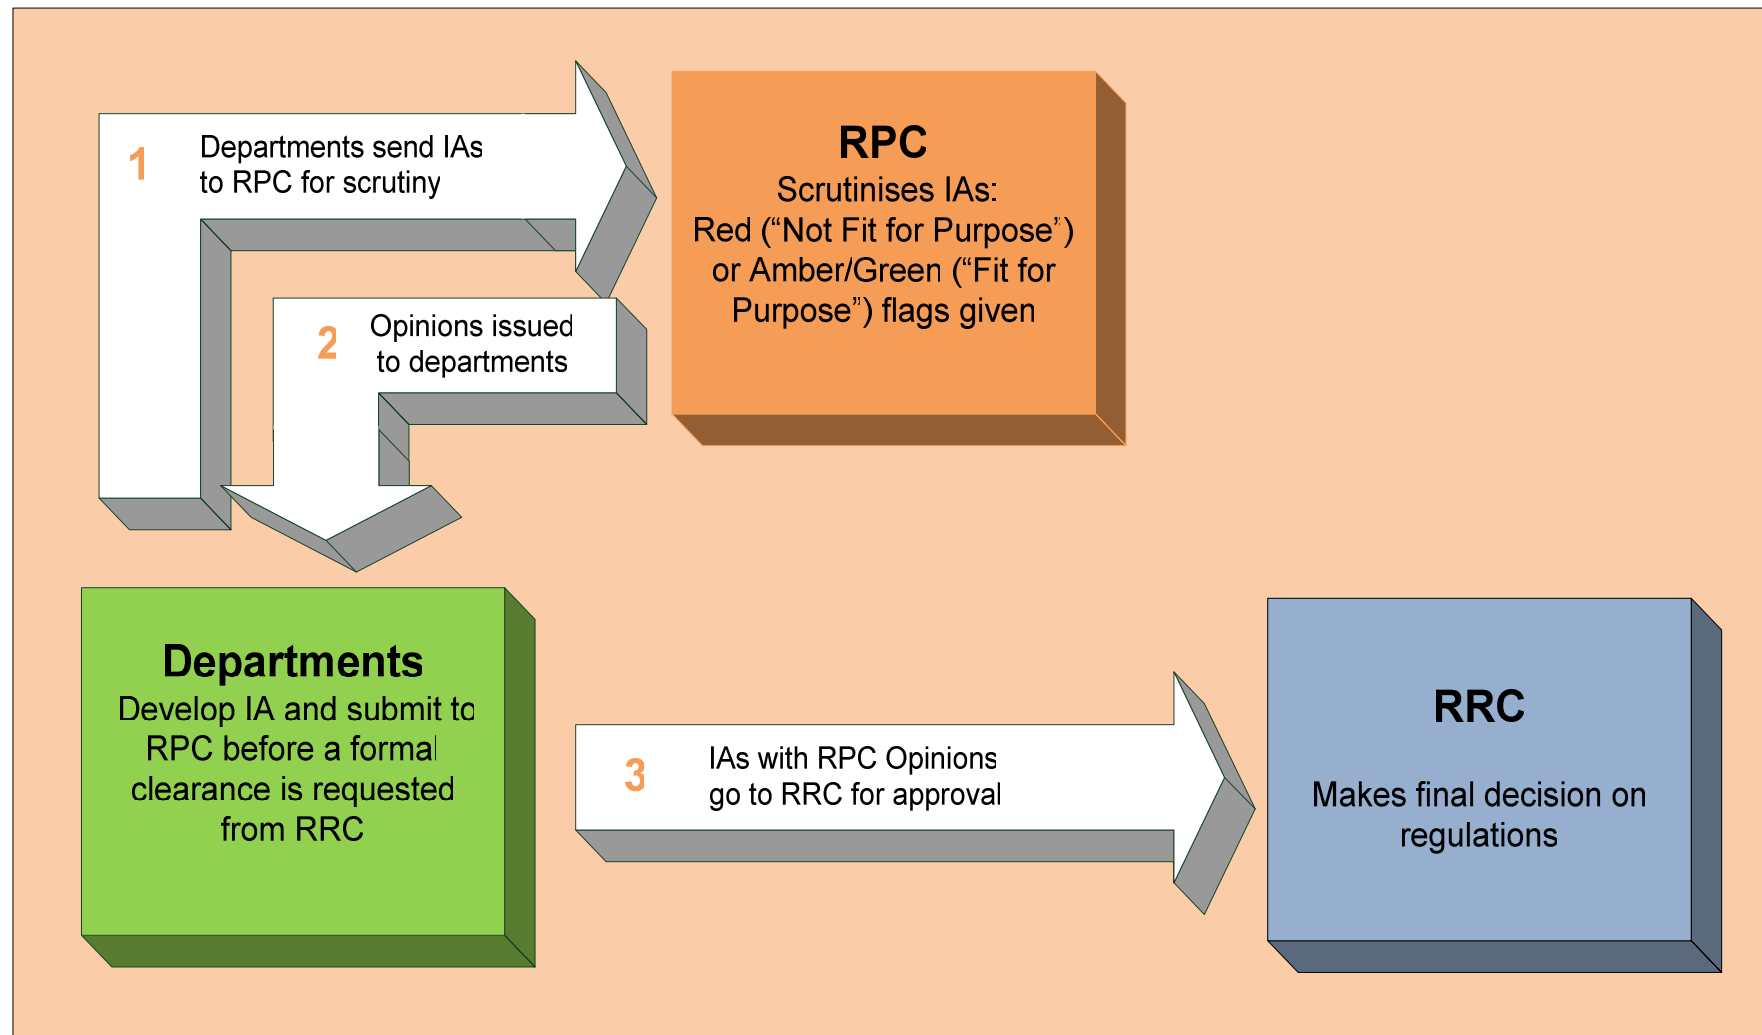 1
Departments send IAs
to RPC for scrutiny
RPC
Scrutinises IAs:
Red (“Not Fit for Purpose”)
or Amber/Green (“Fit for
Purpose”) flags given
2
Opinions issued
to departments
Departments
Develop IA and submit to
RPC before a formal
clearance is requested
from RRC
3
IAs with RPC Opinions
go to RRC for approval
RRC
Makes final decision on
regulations